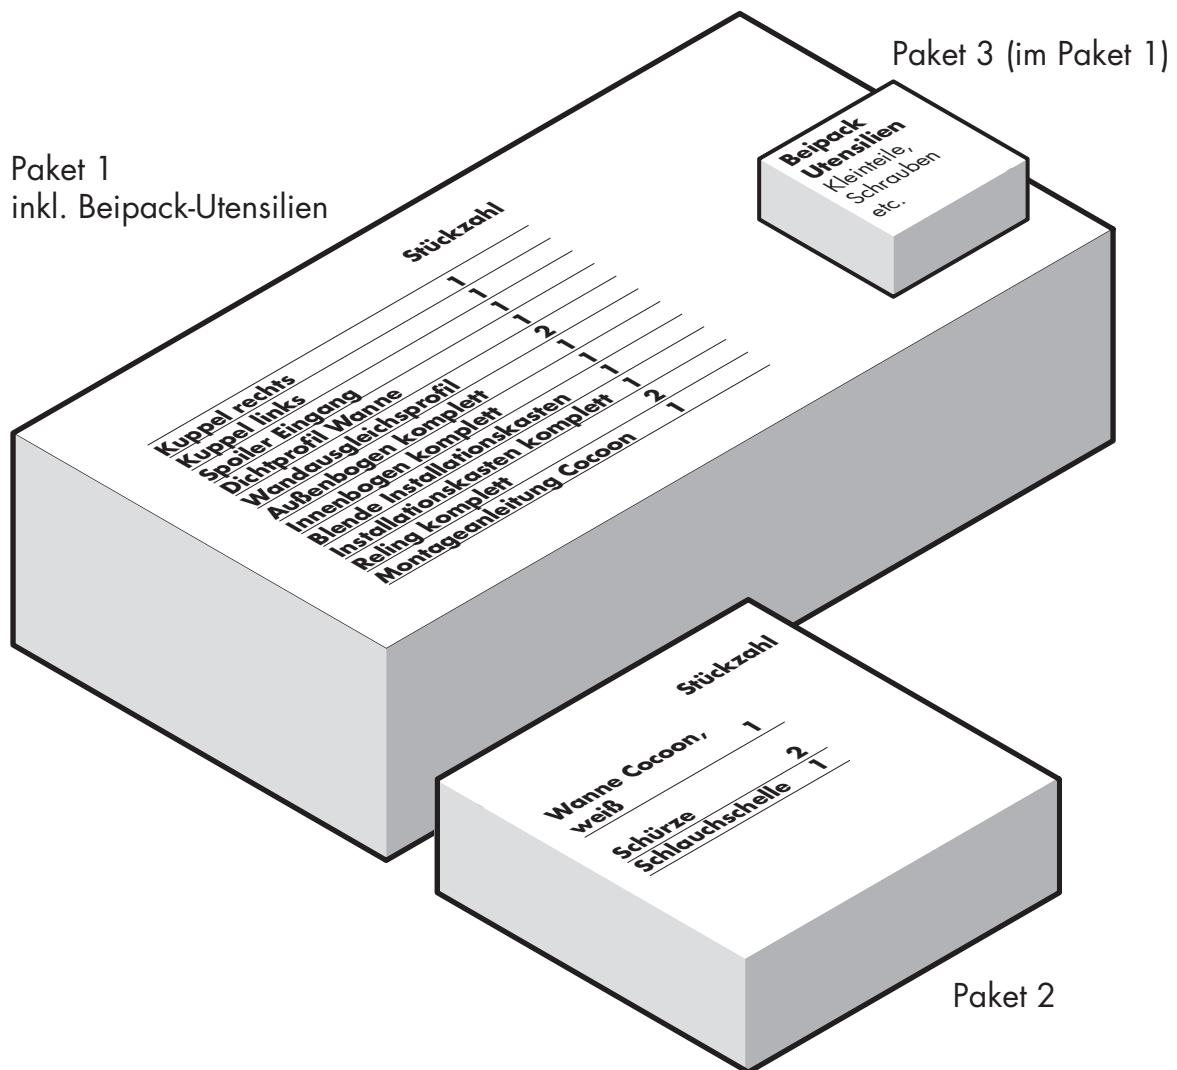 Paket 3 (im Paket 1)
Beipack
Utensilien
Kleinteile,
Schrauben
etc.
Paket 1
inkl. Beipack-Utensilien
Stückzahl
Kuppel rechts 1
Kuppel links 1
Spoiler Eingang 1
Dichtprofil Wanne 1
Wandausgleichsprofil 2
Außenbogen komplett 1
Innenbogen komplett 1
Blende Installationskasten 1
Installationskasten komplett 1
Reling komplett 2
Montageanleitung Cocoon 1
Stückzahl
Wanne Cocoon, 1
weiß
Schürze 2
Schlauchschelle 1
Paket 2